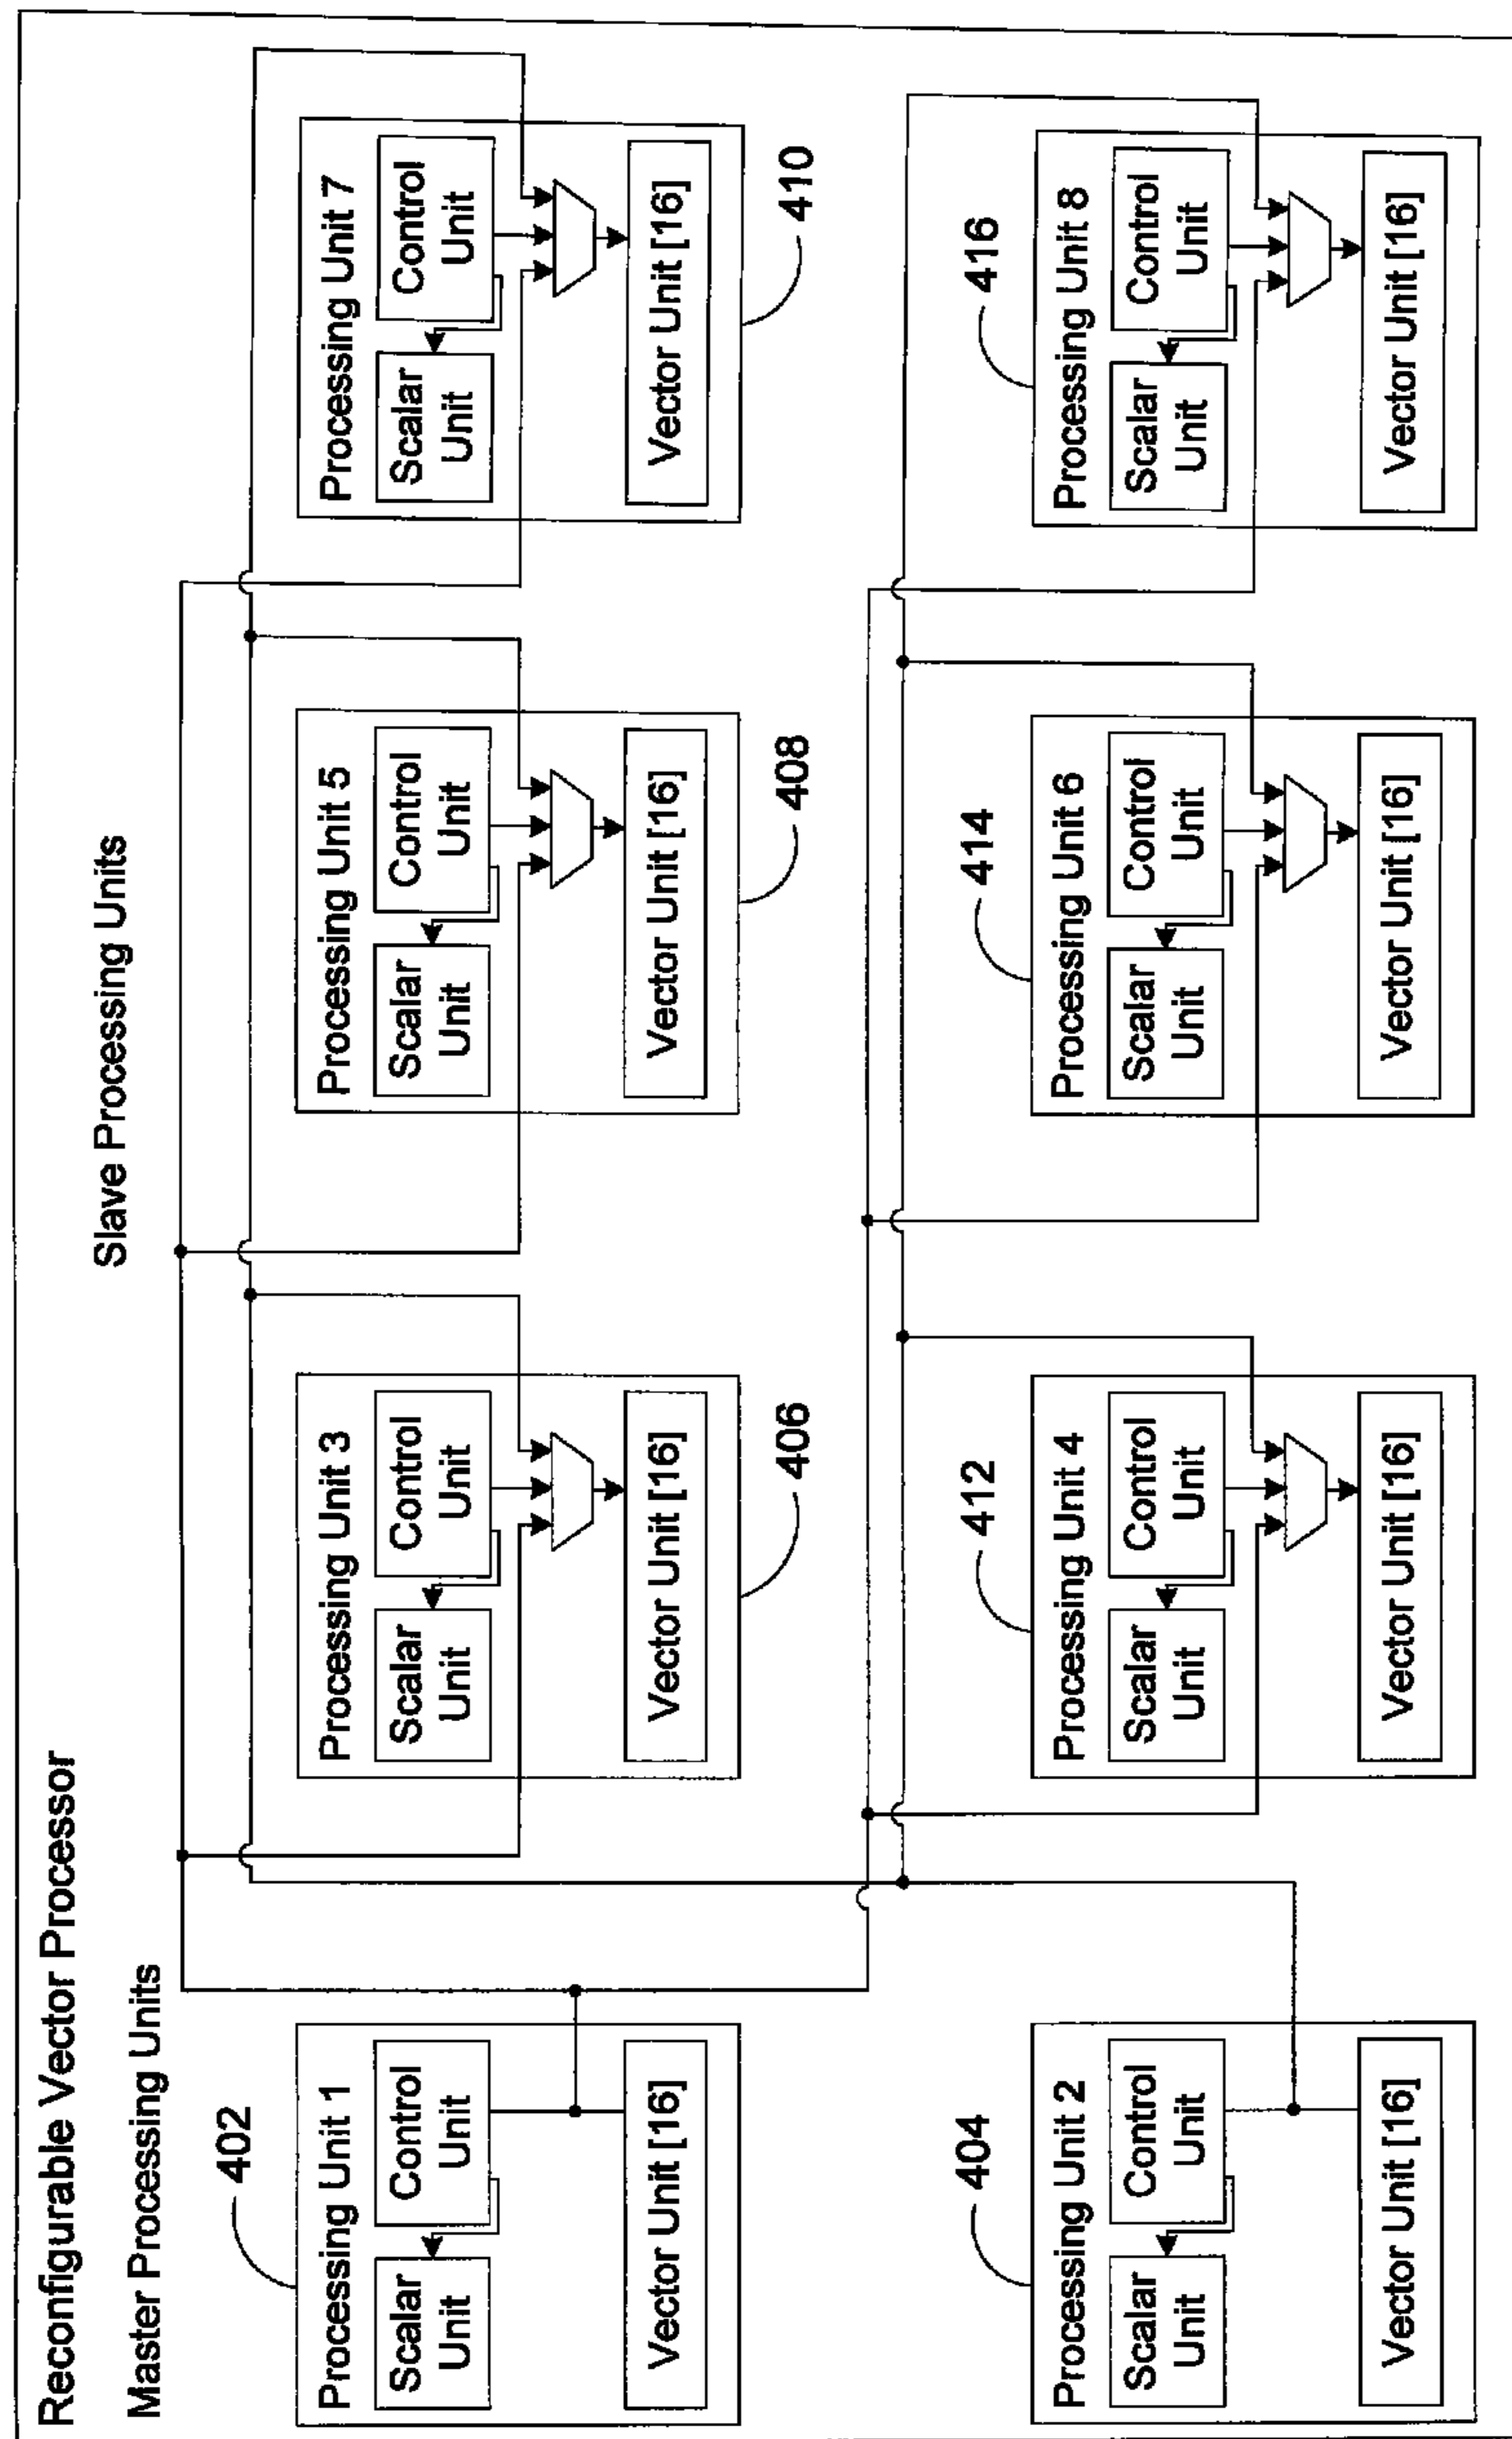 Reconfigurable Vector Processor
Master Processing Units
Slave Processing Units
402
Processing Unit 1
Scalar
Unit
Control
Unit
Vector Unit [16]
Processing Unit 3
Scalar
Unit
Control
Unit
Vector Unit [16]
406
Processing Unit 5
Scalar
Unit
Control
Unit
Vector Unit [16]
408
Processing Unit 7
Scalar
Unit
Control
Unit
Vector Unit [16]
410
404
Processing Unit 2
Scalar
Unit
Control
Unit
Vector Unit [16]
412
Processing Unit 4
Scalar
Unit
Control
Unit
Vector Unit [16]
414
Processing Unit 6
Scalar
Unit
Control
Unit
Vector Unit [16]
416
Processing Unit 8
Scalar
Unit
Control
Unit
Vector Unit [16]